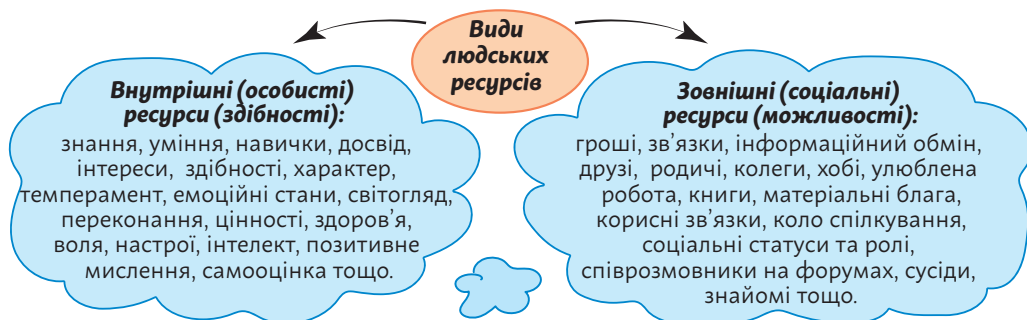 Види
людських
ресурсів
Внутрішні (особисті)
ресурси (здібності):
знання, уміння, навички, досвід,
інтереси, здібності, характер,
темперамент, емоційні стани, світогляд,
переконання, цінності, здоров'я,
воля, настрої, інтелект, позитивне
мислення, самооцінка тощо.
Зовнішні (соціальні)
ресурси (можливості):
гроші, зв'язки, інформаційний обмін,
друзі, родичі, колеги, хобі, улюблена
робота, книги, матеріальні блага,
корисні зв'язки, коло спілкування,
соціальні статуси та ролі,
співрозмовники на форумах, сусіди,
знайомі тощо.